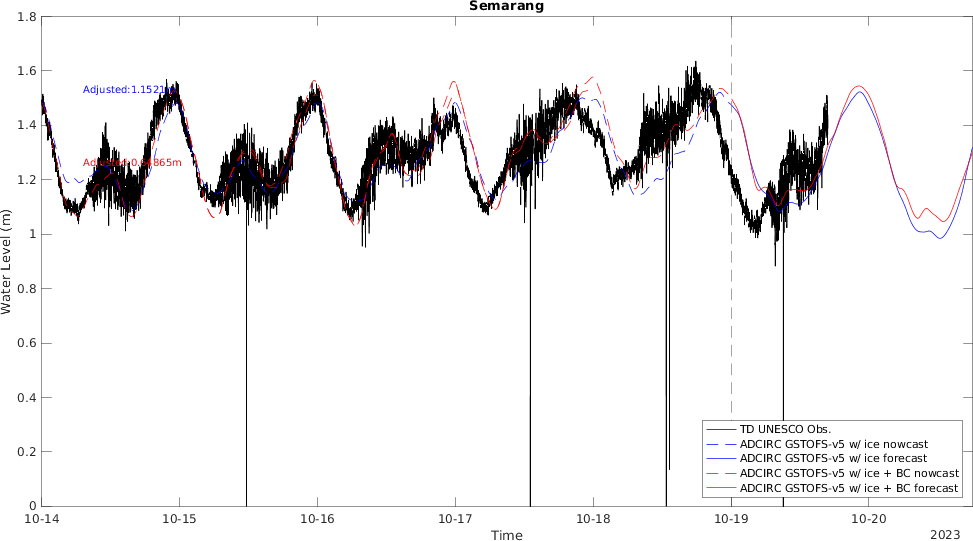 Semarang
1.8
1.6
1.4
1.2
1
0.8
0.6
0.4
0.2
0
Water Level (m)
Adjusted:1.1521m
TD UNESCO Obs.
ADCIRC GSTOFS-v5 w/ ice nowcast
ADCIRC GSTOFS-v5 w/ ice forecast
ADCIRC GSTOFS-v5 w/ ice + BC nowcast
ADCIRC GSTOFS-v5 w/ ice + BC forecast
10-14
10-15
10-16
10-17
10-18
10-19
10-20
Time
2023